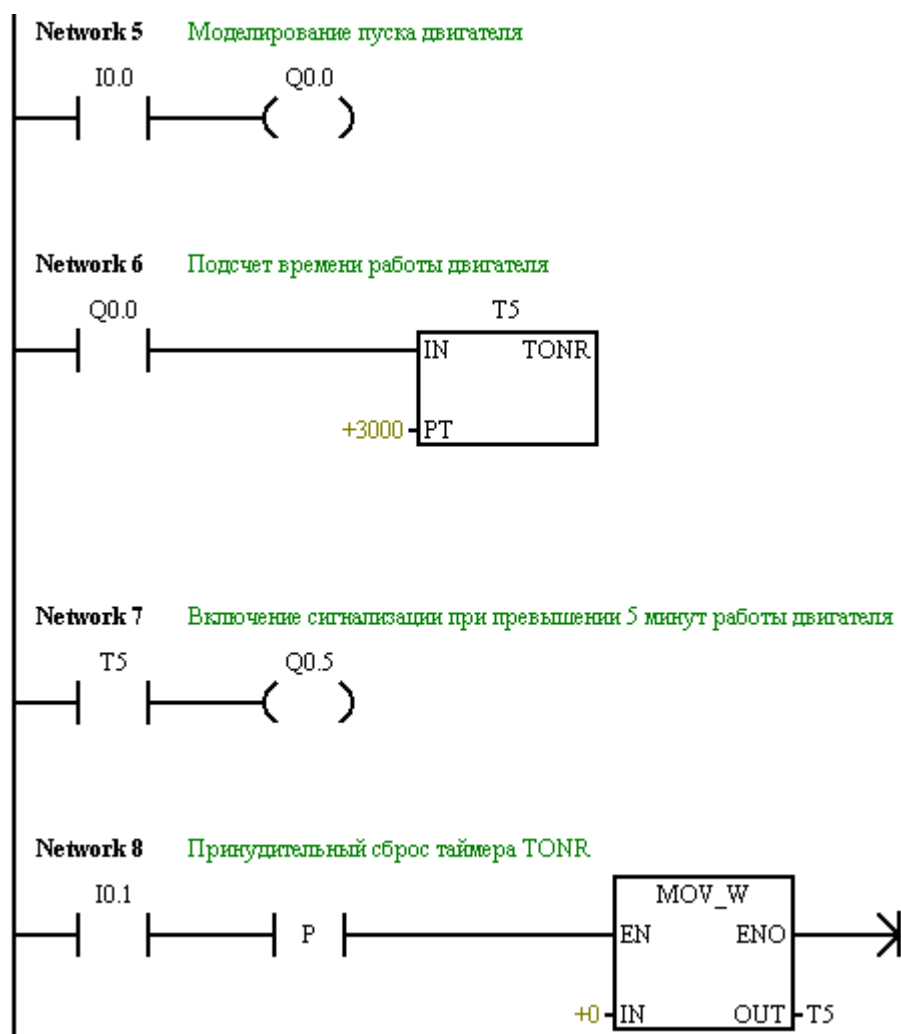 Network 5 Моделирование пуска двигателя
I0.0 Q0.0
Network 6 Подсчет времени работы двигателя
Q0.0 T5
IN TONR
+3000 PT
Network 7 Включение сигнализации при превышении 5 минут работы двигателя
T5 Q0.5
Network 8 Принудительный сброс таймера TONR
I0.1 MOV_W
P EN ENO
+0 IN OUT T5